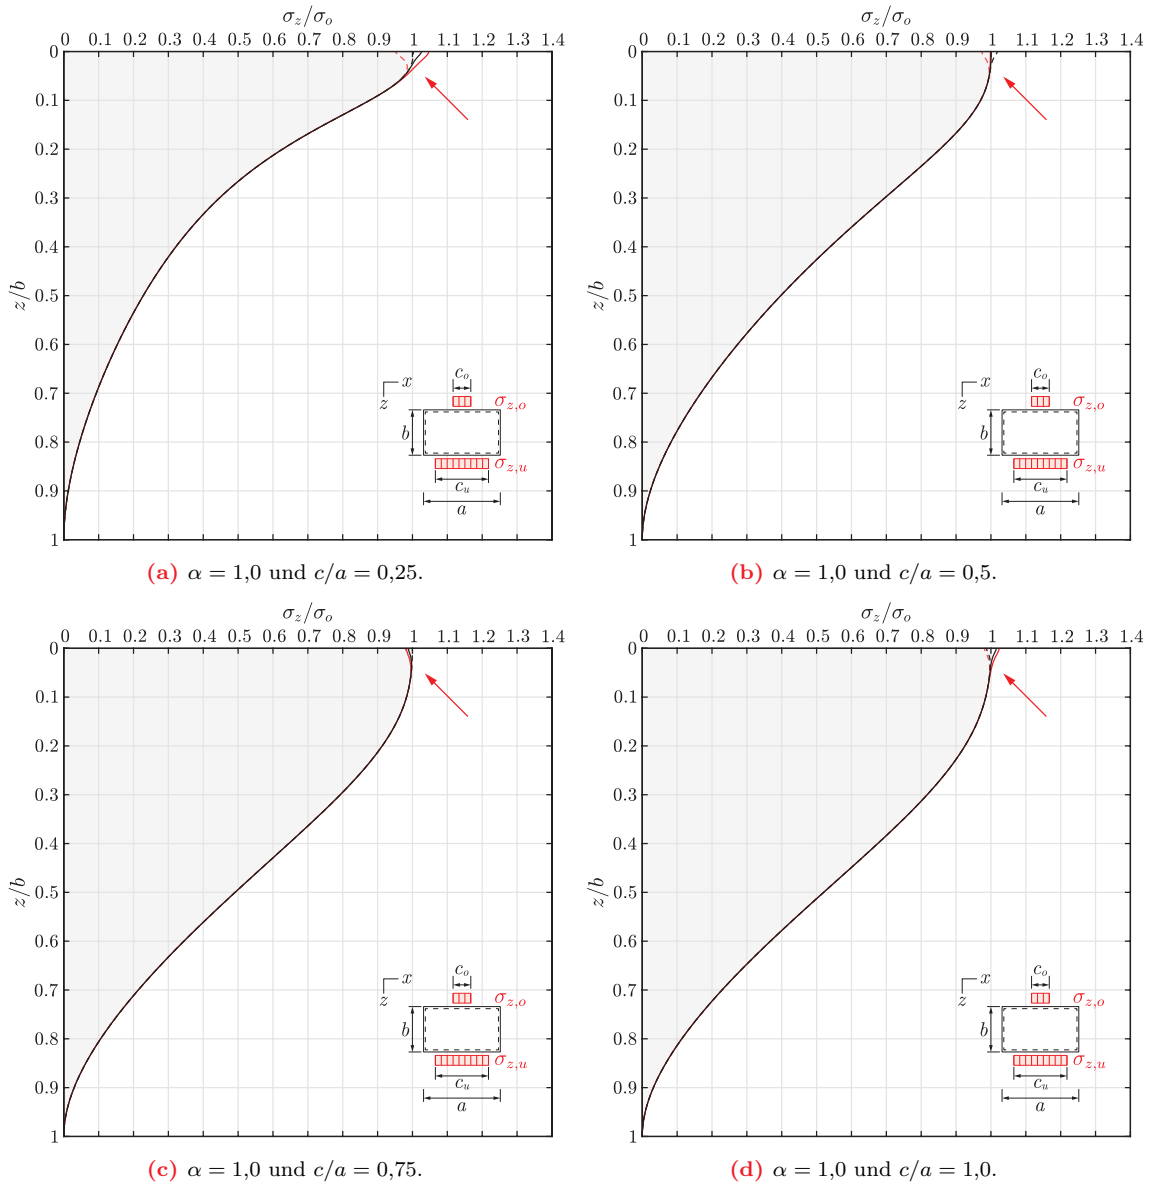 σz/σo
0 0.1 0.2 0.3 0.4 0.5 0.6 0.7 0.8 0.9 1 1.1 1.2 1.3 1.4
0
0.1
0.2
0.3
0.4
0.5
0.6
0.7
0.8
0.9
1
z/b
x
z
co
σz,o
b
σz,u
cu
a
(a) α = 1,0 und c/a = 0,25.
σz/σo
0 0.1 0.2 0.3 0.4 0.5 0.6 0.7 0.8 0.9 1 1.1 1.2 1.3 1.4
0
0.1
0.2
0.3
0.4
0.5
0.6
0.7
0.8
0.9
1
z/b
x
z
co
σz,o
b
σz,u
cu
a
(b) α = 1,0 und c/a = 0,5.
σz/σo
0 0.1 0.2 0.3 0.4 0.5 0.6 0.7 0.8 0.9 1 1.1 1.2 1.3 1.4
0
0.1
0.2
0.3
0.4
0.5
0.6
0.7
0.8
0.9
1
z/b
x
z
co
σz,o
b
σz,u
cu
a
(c) α = 1,0 und c/a = 0,75.
σz/σo
0 0.1 0.2 0.3 0.4 0.5 0.6 0.7 0.8 0.9 1 1.1 1.2 1.3 1.4
0
0.1
0.2
0.3
0.4
0.5
0.6
0.7
0.8
0.9
1
z/b
x
z
co
σz,o
b
σz,u
cu
a
(d) α = 1,0 und c/a = 1,0.